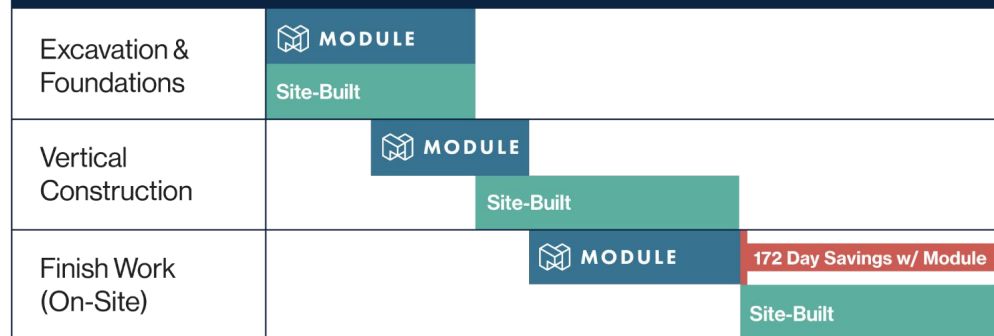 Excavation &
Foundations
MODULE
Site-Built
Vertical
Construction
MODULE
Site-Built
Finish Work
(On-Site)
MODULE
172 Day Savings w/ Module
Site-Built